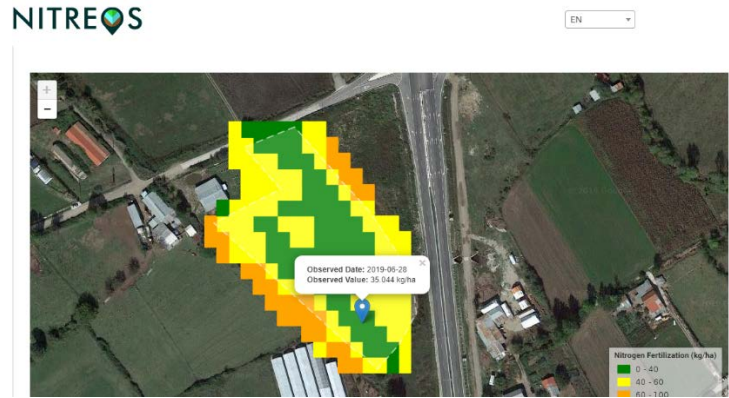 NITREOS
EN
+
−
Observed Date: 2019-06-28
Observed Value: 35.044 kg/ha
×
Nitrogen Fertilization (kg/ha)
0 - 40
40 - 60
60 - 100